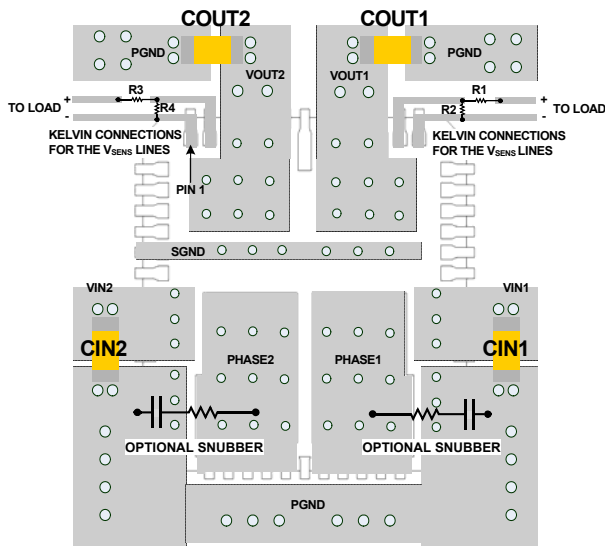 COUT2 COUT1
PGND PGND
VOUT2 VOUT1
R3 R1
TO LOAD + R4 R2 + TO LOAD
- -
KELVIN CONNECTIONS KELVIN CONNECTIONS
FOR THE VSENS LINES FOR THE VSENS LINES
PIN 1
SGND
VIN2 VIN1
CIN2 CIN1
PHASE2 PHASE1
OPTIONAL SNUBBER OPTIONAL SNUBBER
PGND